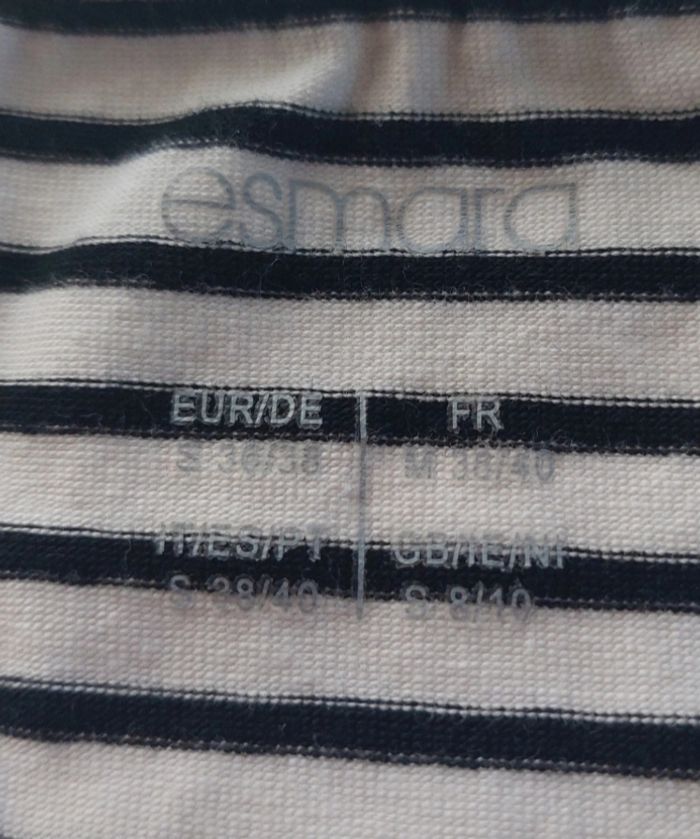 esmara
EUR/DE FR
S 36/38 M 38/40
IT/ES/PT GB/IE/NI
S 38/40 S 8/10